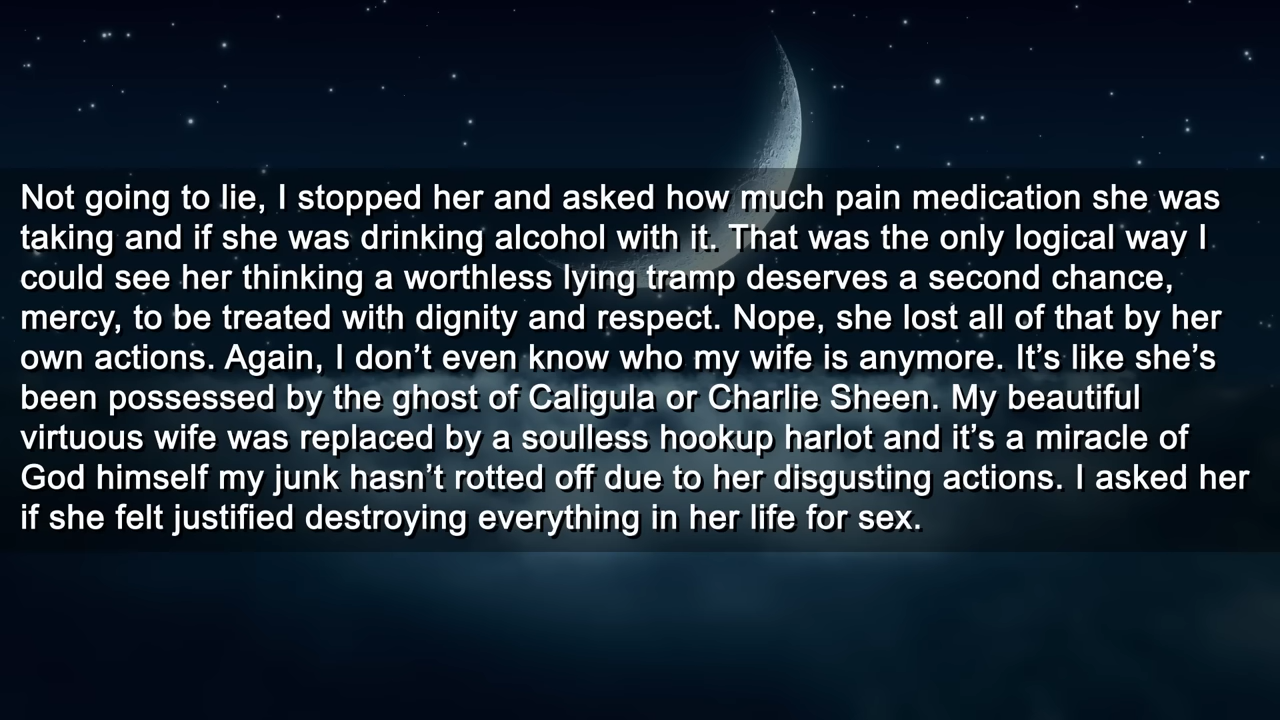 Not going to lie, I stopped her and asked how much pain medication she was
taking and if she was drinking alcohol with it. That was the only logical way I
could see her thinking a worthless lying tramp deserves a second chance,
mercy, to be treated with dignity and respect. Nope, she lost all of that by her
own actions. Again, I don’t even know who my wife is anymore. It’s like she’s
been possessed by the ghost of Caligula or Charlie Sheen. My beautiful
virtuous wife was replaced by a soulless hookup harlot and it’s a miracle of
God himself my junk hasn’t rotted off due to her disgusting actions. I asked her
if she felt justified destroying everything in her life for sex.